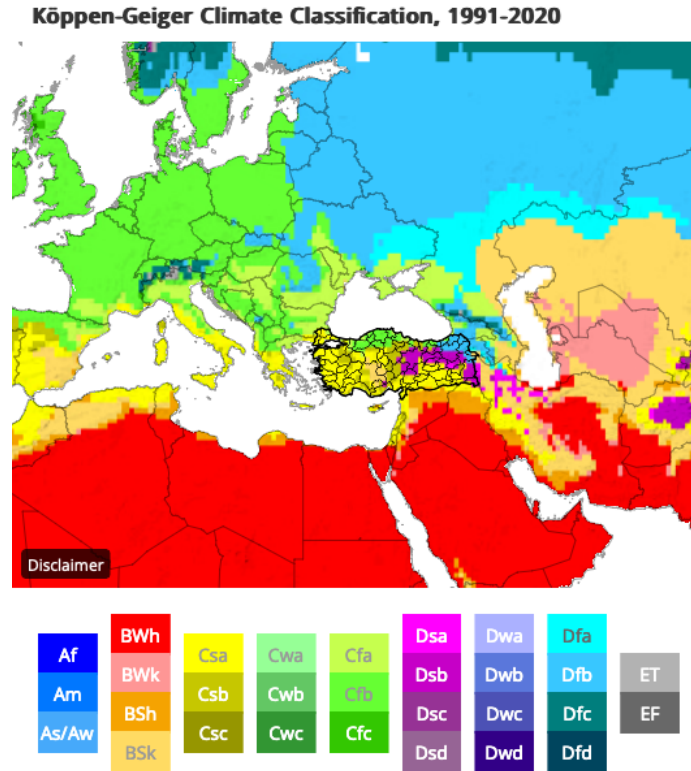 Köppen-Geiger Climate Classification, 1991-2020
Disclaimer
Af
Am
As/Aw
BWh
BWk
BSh
BSk
Csa
Csb
Csc
Cwa
Cwb
Cwc
Cfa
Cfb
Cfc
Dsa
Dsb
Dsc
Dsd
Dwa
Dwb
Dwc
Dwd
Dfa
Dfb
Dfc
Dfd
ET
EF